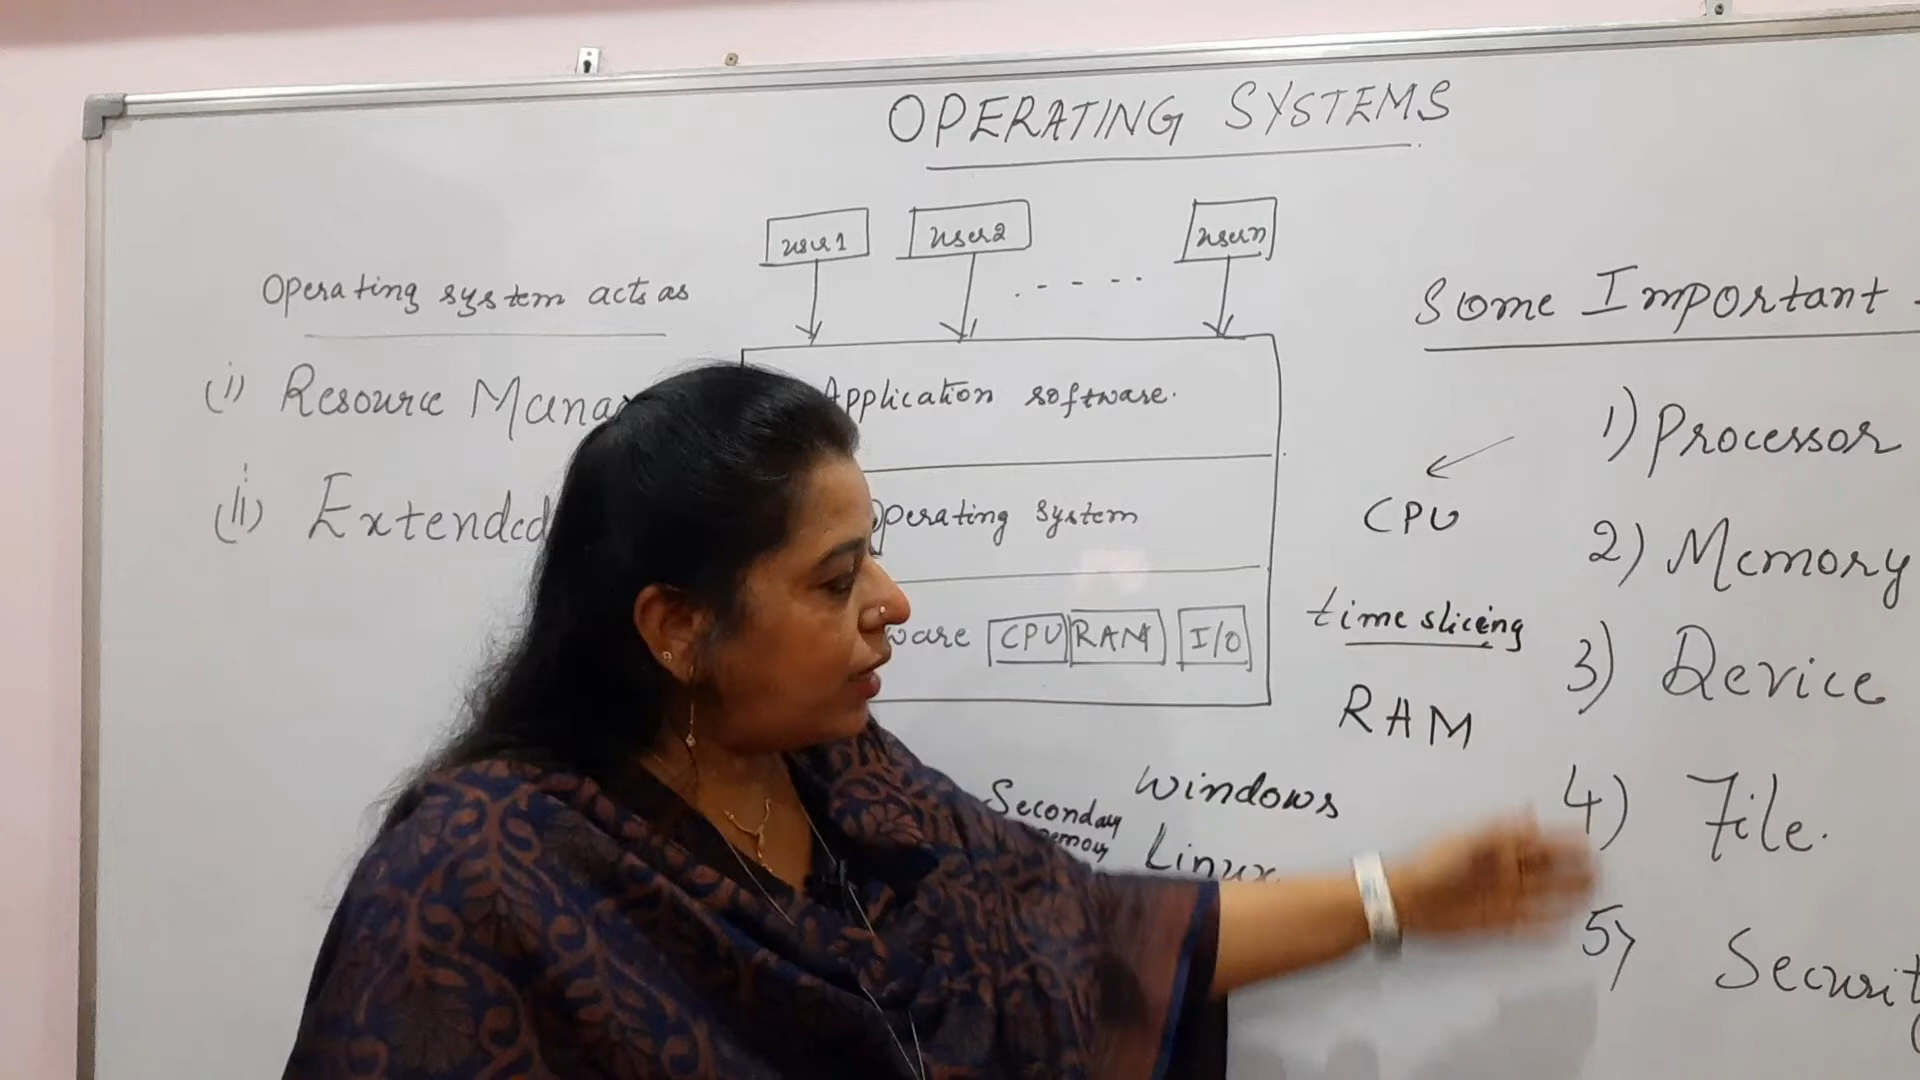 OPERATING SYSTEMS
user1 user2 - - - - - usern
Operating system acts as
(i) Resource
(ii) Extended
Application software.
Operating system
CPU RAM I/O
Secondary
Windows
Linux
Some Important
1) Processor
CPU
2) Memory
time slicing
3) Device
RAM
4) File.
5)